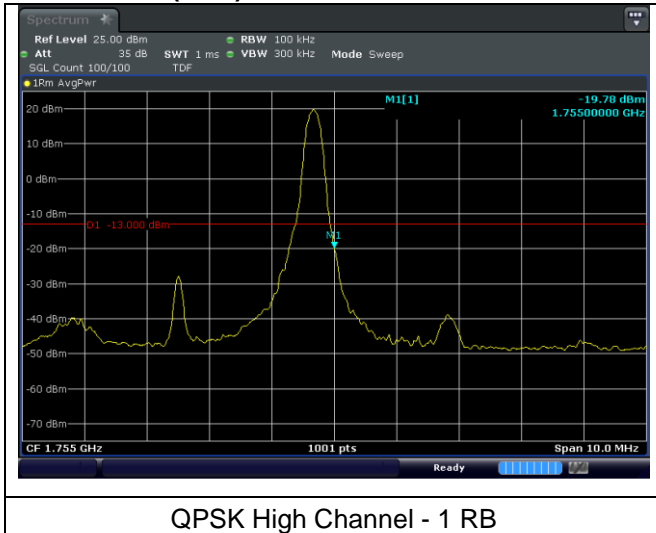 Spectrum
Ref Level 25.00 dBm RBW 100 kHz
Att 35 dB SWT 1 ms VBW 300 kHz Mode Sweep
SGL Count 100/100 TDF
1Rm AvgPwr
M1[1] -19.78 dBm
1.75500000 GHz
20 dBm
10 dBm
0 dBm
-10 dBm
D1 -13.000 dBm
M1
-20 dBm
-30 dBm
-40 dBm
-50 dBm
-60 dBm
-70 dBm
CF 1.755 GHz 1001 pts Span 10.0 MHz
Ready
QPSK High Channel - 1 RB